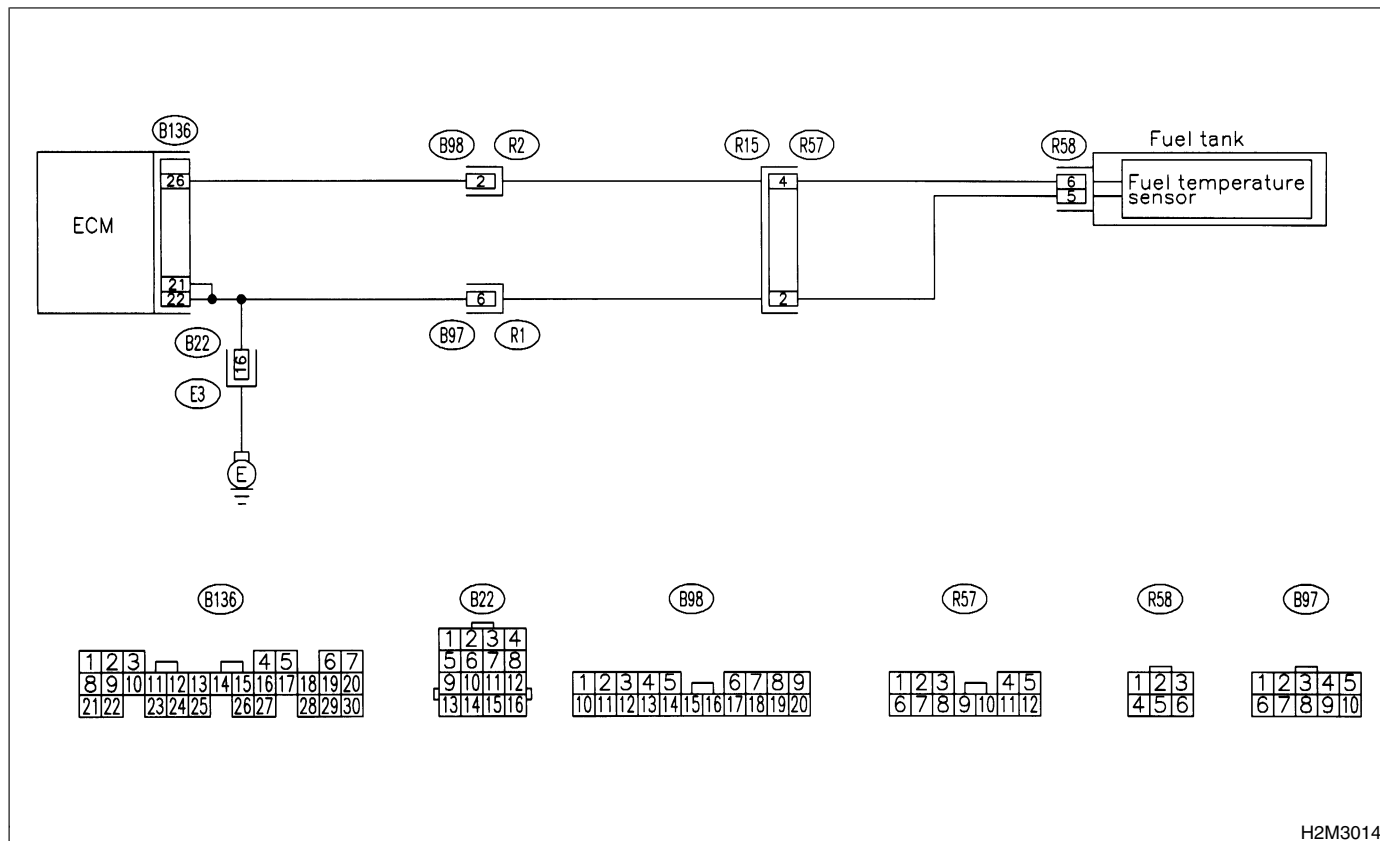 B136
B98 R2
R15 R57
R58
Fuel tank
26
2
4
6
5
Fuel temperature
sensor
ECM
21
22
6
2
B22
B97 R1
16
E3
E
B136
B22
B98
R57
R58
B97
1 2 3 4 5 6 7
8 9 10 11 12 13 14 15 16 17 18 19 20
21 22 23 24 25 26 27 28 29 30
1 2 3 4
5 6 7 8
9 10 11 12
13 14 15 16
1 2 3 4 5 6 7 8 9
10 11 12 13 14 15 16 17 18 19 20
1 2 3 4 5
6 7 8 9 10 11 12
1 2 3
4 5 6
1 2 3 4 5
6 7 8 9 10
H2M3014